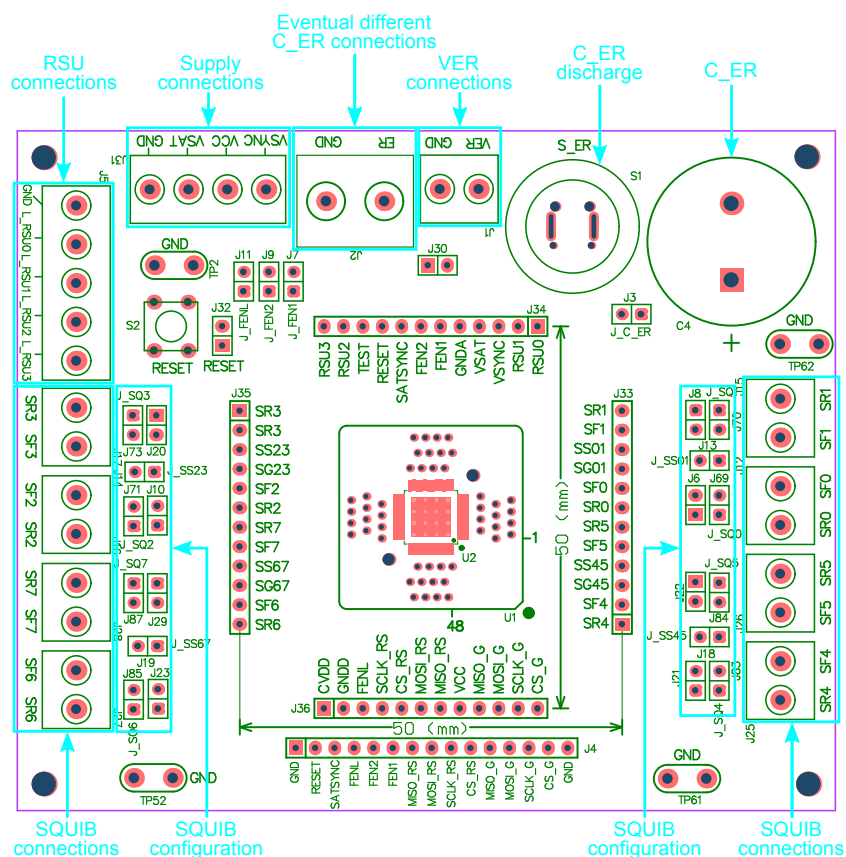 Eventual different
C_ER connections
RSU
connections
Supply
connections
VER
connections
C_ER
discharge
C_ER
GND
VSAT
VCC
VSYNC
J31
GND
ER
J2
GND
VER
J1
S_ER
S1
J5
GND
L_RSU0
L_RSU1
L_RSU2
L_RSU3
GND
TP2
J11
J_FENL
J9
J_FEN2
J7
J_FEN1
J30
J3
J_C_ER
C4
+
GND
TP62
S2
RESET
J32
RESET
J34
RSU3
RSU2
TEST
RESET
SATSYNC
FEN2
FEN1
GNDA
VSAT
VSYNC
RSU1
RSU0
SR3
SF3
SF2
SR2
SR7
SF7
SF6
SR6
J_SQ3
J73
J20
J_SS23
J71
J10
J_SQ2
J_SQ7
J87
J29
J_SS67
J19
J85
J23
J_SQ6
J35
SR3
SR3
SS23
SG23
SF2
SR2
SR7
SF7
SS67
SG67
SF6
SR6
1
U2
U1
48
50 (mm)
J33
SR1
SF1
SS01
SG01
SF0
SR0
SR5
SF5
SS45
SG45
SF4
SR4
J8
J_SQ1
J70
J13
J_SS01
J12
J6
J69
J_SQ0
J_SQ5
J22
J84
J_SS45
J18
J21
J83
J_SQ4
J15
SR1
SF1
SF0
SR0
SR5
SF5
J26
SF4
SR4
J25
J36
CVDD
GNDD
FENL
SCLK_RS
CS_RS
MOSI_RS
MISO_RS
VCC
MISO_G
MOSI_G
SCLK_G
CS_G
50 (mm)
J4
GND
RESET
SATSYNC
FENL
FEN2
FEN1
MISO_RS
MOSI_RS
SCLK_RS
CS_RS
MISO_G
MOSI_G
SCLK_G
CS_G
GND
GND
TP52
GND
TP61
SQUIB
connections
SQUIB
configuration
SQUIB
configuration
SQUIB
connections